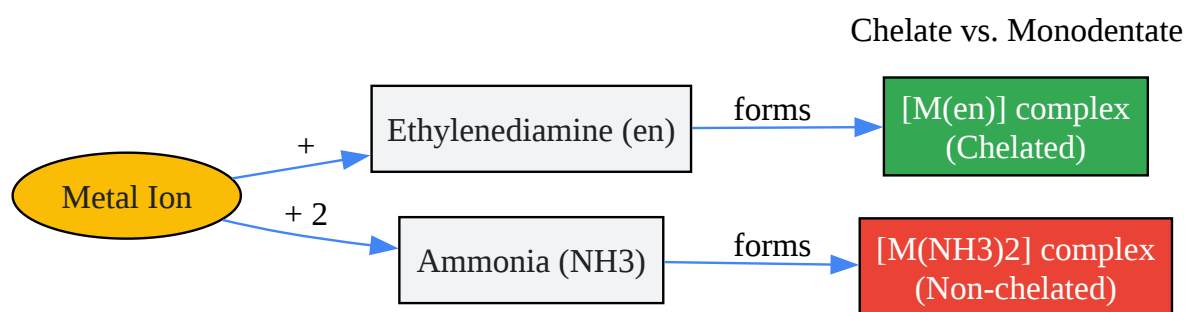 Chelate vs. Monodentate
Metal Ion
+
Ethylenediamine (en)
forms
[M(en)] complex
(Chelated)
+ 2
Ammonia (NH3)
forms
[M(NH3)2] complex
(Non-chelated)